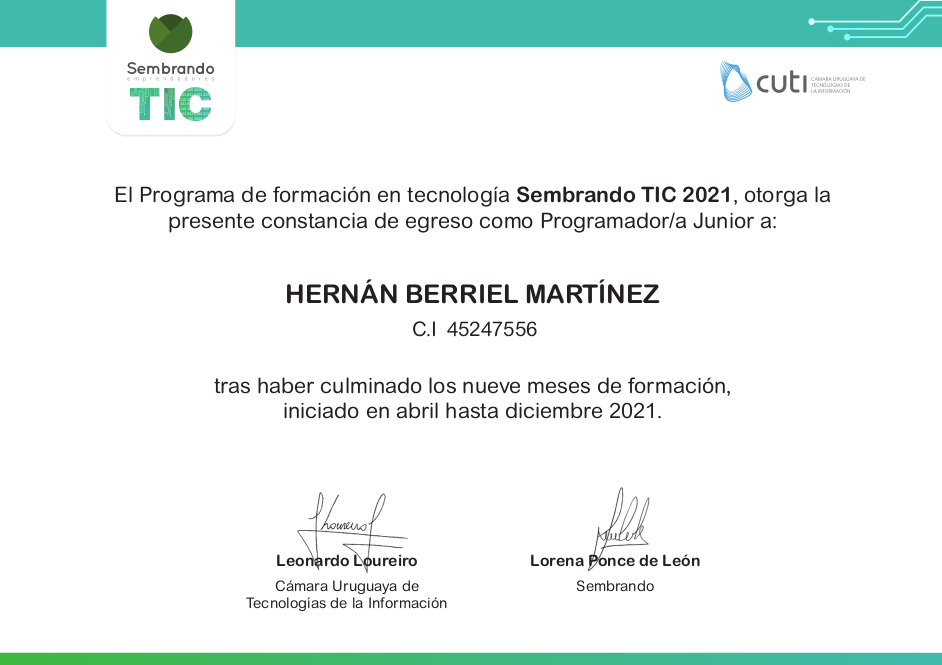 Sembrando
emprendedores
TIC
cuti
CÁMARA URUGUAYA DE
TECNOLOGÍAS DE
LA INFORMACIÓN
El Programa de formación en tecnología Sembrando TIC 2021, otorga la
presente constancia de egreso como Programador/a Junior a:
HERNÁN BERRIEL MARTÍNEZ
C.I 45247556
tras haber culminado los nueve meses de formación,
iniciado en abril hasta diciembre 2021.
Leonardo Loureiro
Cámara Uruguaya de
Tecnologías de la Información
Lorena Ponce de León
Sembrando